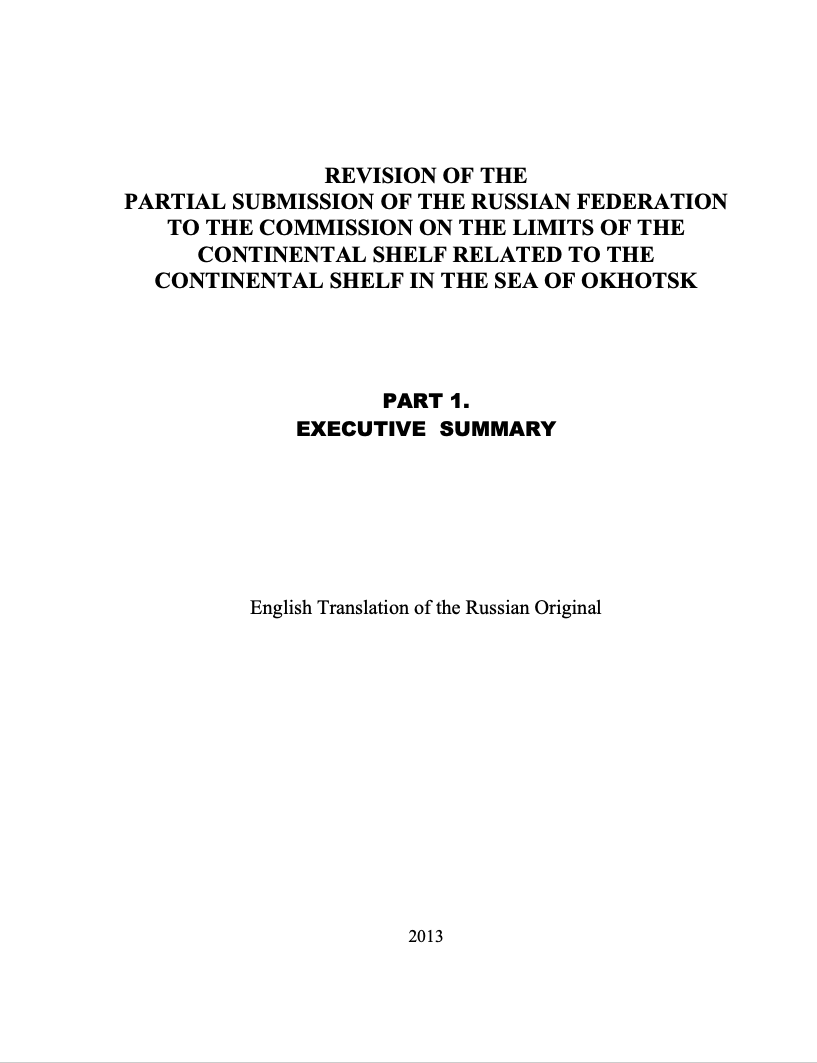 REVISION OF THE
PARTIAL SUBMISSION OF THE RUSSIAN FEDERATION
TO THE COMMISSION ON THE LIMITS OF THE
CONTINENTAL SHELF RELATED TO THE
CONTINENTAL SHELF IN THE SEA OF OKHOTSK
PART 1.
EXECUTIVE SUMMARY
English Translation of the Russian Original
2013